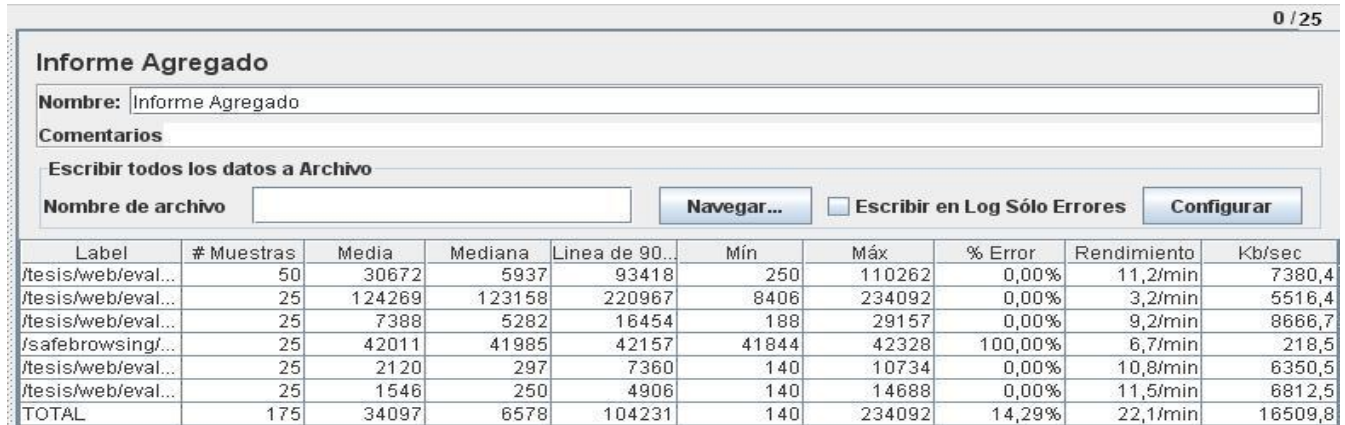 0 / 25
Informe Agregado
Nombre: Informe Agregado
Comentarios
Escribir todos los datos a Archivo
Nombre de archivo Navegar... Escribir en Log Sólo Errores Configurar
Label # Muestras Media Mediana Linea de 90... Mín Máx % Error Rendimiento Kb/sec
/tesis/web/eval... 50 30672 5937 93418 250 110262 0,00% 11,2/min 7380,4
/tesis/web/eval... 25 124269 123158 220967 8406 234092 0,00% 3,2/min 5516,4
/tesis/web/eval... 25 7388 5282 16454 188 29157 0,00% 9,2/min 8666,7
/safebrowsing/... 25 42011 41985 42157 41844 42328 100,00% 6,7/min 218,5
/tesis/web/eval... 25 2120 297 7360 140 10734 0,00% 10,8/min 6350,5
/tesis/web/eval... 25 1546 250 4906 140 14688 0,00% 11,5/min 6812,5
TOTAL 175 34097 6578 104231 140 234092 14,29% 22,1/min 16509,8